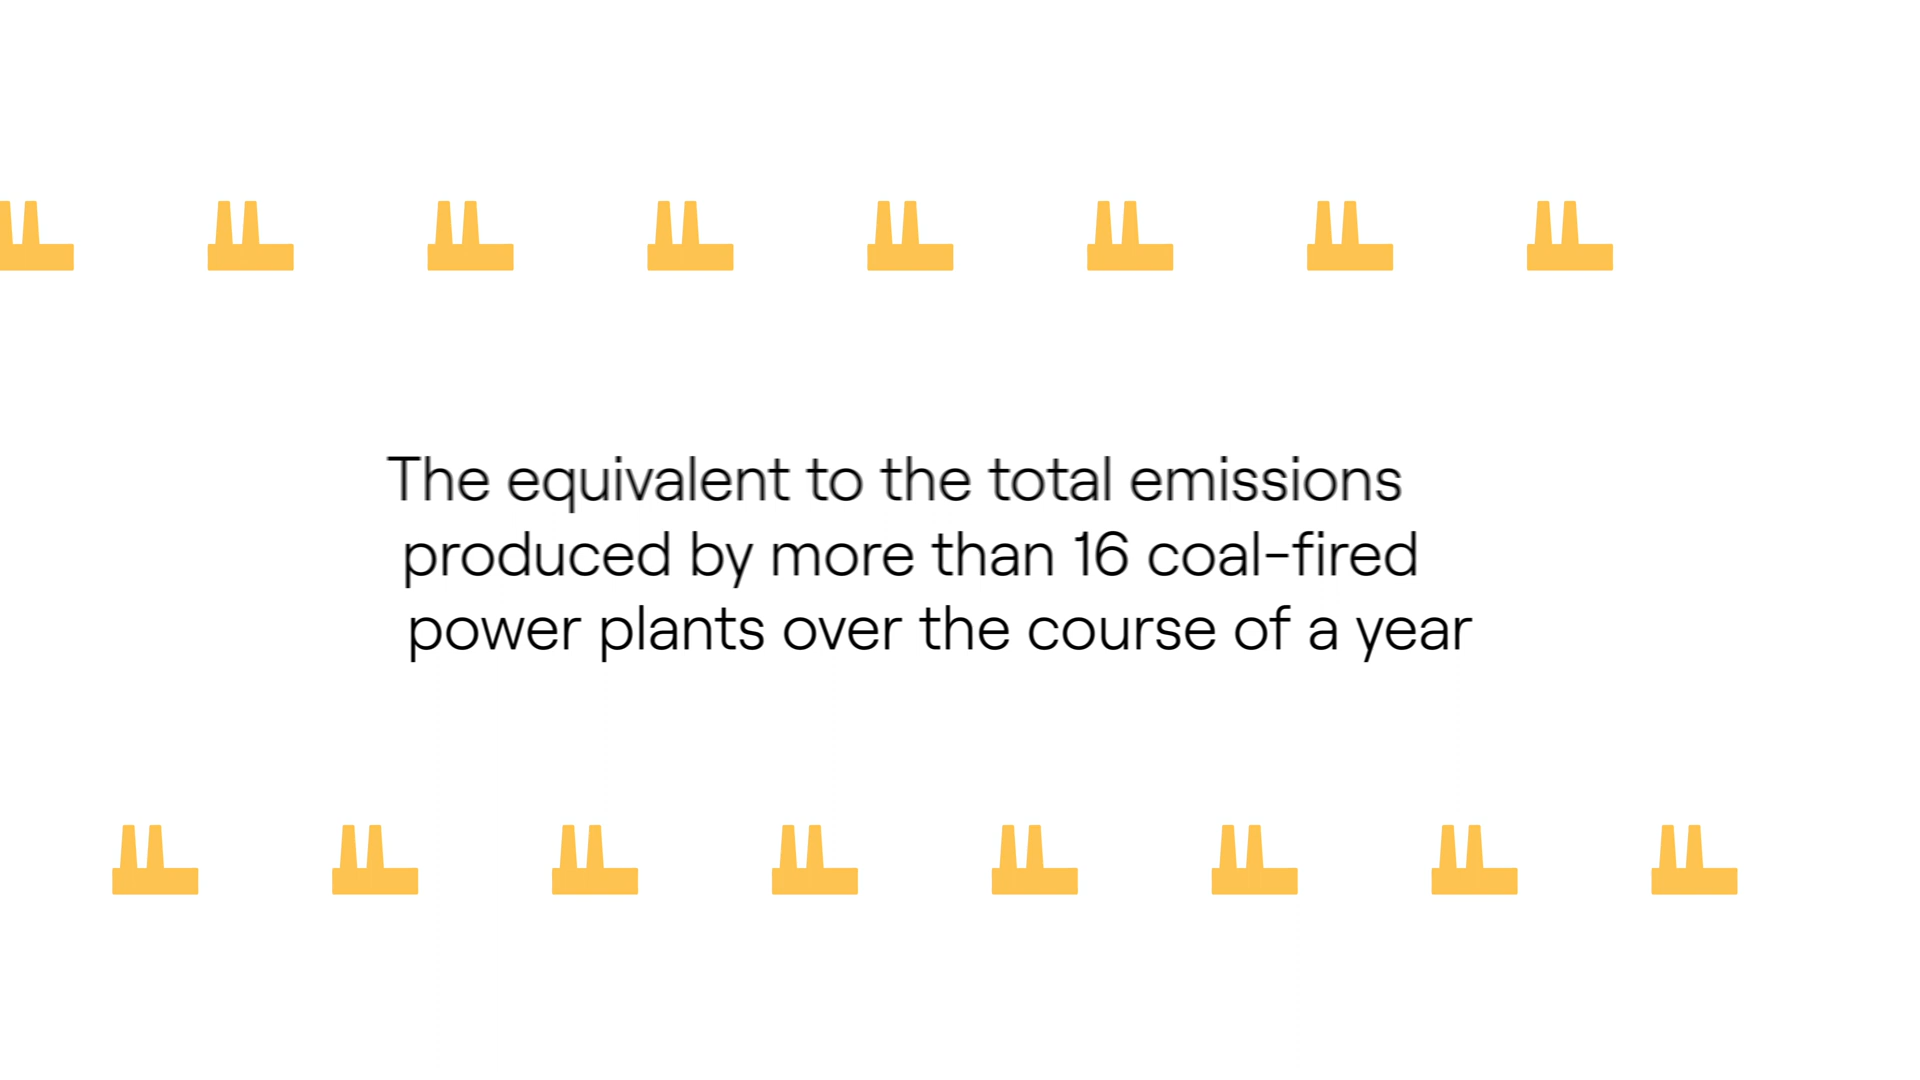 The equivalent to the total emissions
produced by more than 16 coal-fired
power plants over the course of a year